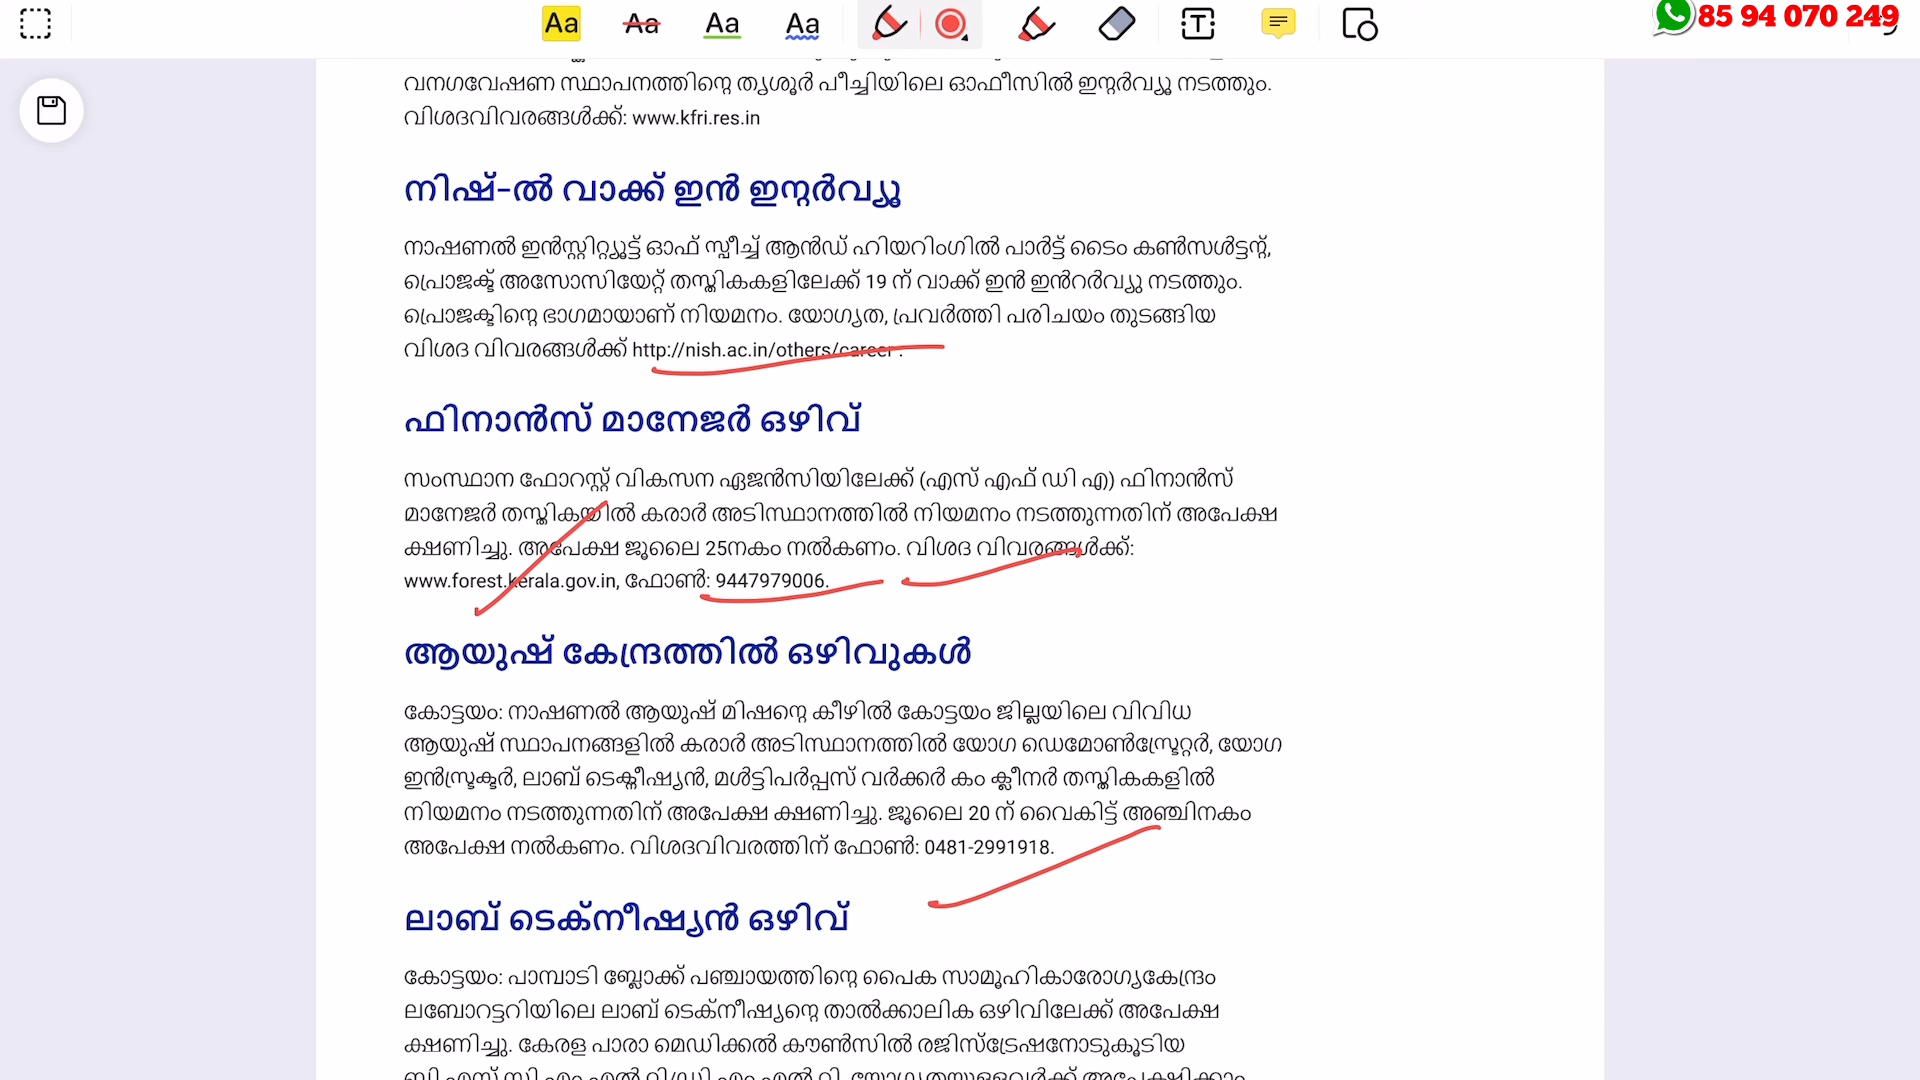 Aa Aa Aa Aa T
85 94 070 249
വനഗവേഷണ സ്ഥാപനത്തിന്റെ തൃശൂർ പീച്ചിയിലെ ഓഫീസിൽ ഇന്റർവ്യൂ നടത്തും.
വിശദവിവരങ്ങൾക്ക്: www.kfri.res.in
നിഷ്-ൽ വാക്ക് ഇൻ ഇന്റർവ്യൂ
നാഷണൽ ഇൻസ്റ്റിറ്റ്യൂട്ട് ഓഫ് സ്പീച്ച് ആൻഡ് ഹിയറിംഗിൽ പാർട്ട് ടൈം കൺസൾട്ടന്റ്,
പ്രൊജക്ട് അസോസിയേറ്റ് തസ്തികകളിലേക്ക് 19 ന് വാക്ക് ഇൻ ഇൻറർവ്യു നടത്തും.
പ്രൊജക്ടിന്റെ ഭാഗമായാണ് നിയമനം. യോഗ്യത, പ്രവർത്തി പരിചയം തുടങ്ങിയ
വിശദ വിവരങ്ങൾക്ക് http://nish.ac.in/others/career .
ഫിനാൻസ് മാനേജർ ഒഴിവ്
സംസ്ഥാന ഫോറസ്റ്റ് വികസന ഏജൻസിയിലേക്ക് (എസ് എഫ് ഡി എ) ഫിനാൻസ്
മാനേജർ തസ്തികയിൽ കരാർ അടിസ്ഥാനത്തിൽ നിയമനം നടത്തുന്നതിന് അപേക്ഷ
ക്ഷണിച്ചു. അപേക്ഷ ജൂലൈ 25നകം നൽകണം. വിശദ വിവരങ്ങൾക്ക്:
www.forest.kerala.gov.in, ഫോൺ: 9447979006.
ആയുഷ് കേന്ദ്രത്തിൽ ഒഴിവുകൾ
കോട്ടയം: നാഷണൽ ആയുഷ് മിഷന്റെ കീഴിൽ കോട്ടയം ജില്ലയിലെ വിവിധ
ആയുഷ് സ്ഥാപനങ്ങളിൽ കരാർ അടിസ്ഥാനത്തിൽ യോഗ ഡെമോൺസ്ട്രേറ്റർ, യോഗ
ഇൻസ്ട്രക്ടർ, ലാബ് ടെക്നീഷ്യൻ, മൾട്ടിപർപ്പസ് വർക്കർ കം ക്ലീനർ തസ്തികകളിൽ
നിയമനം നടത്തുന്നതിന് അപേക്ഷ ക്ഷണിച്ചു. ജൂലൈ 20 ന് വൈകിട്ട് അഞ്ചിനകം
അപേക്ഷ നൽകണം. വിശദവിവരത്തിന് ഫോൺ: 0481-2991918.
ലാബ് ടെക്‌നീഷ്യൻ ഒഴിവ്
കോട്ടയം: പാമ്പാടി ബ്ലോക്ക് പഞ്ചായത്തിന്റെ പൈക സാമൂഹികാരോഗ്യകേന്ദ്രം
ലബോറട്ടറിയിലെ ലാബ് ടെക്‌നീഷ്യന്റെ താൽക്കാലിക ഒഴിവിലേക്ക് അപേക്ഷ
ക്ഷണിച്ചു. കേരള പാരാ മെഡിക്കൽ കൗൺസിൽ രജിസ്‌ട്രേഷനോടുകൂടിയ